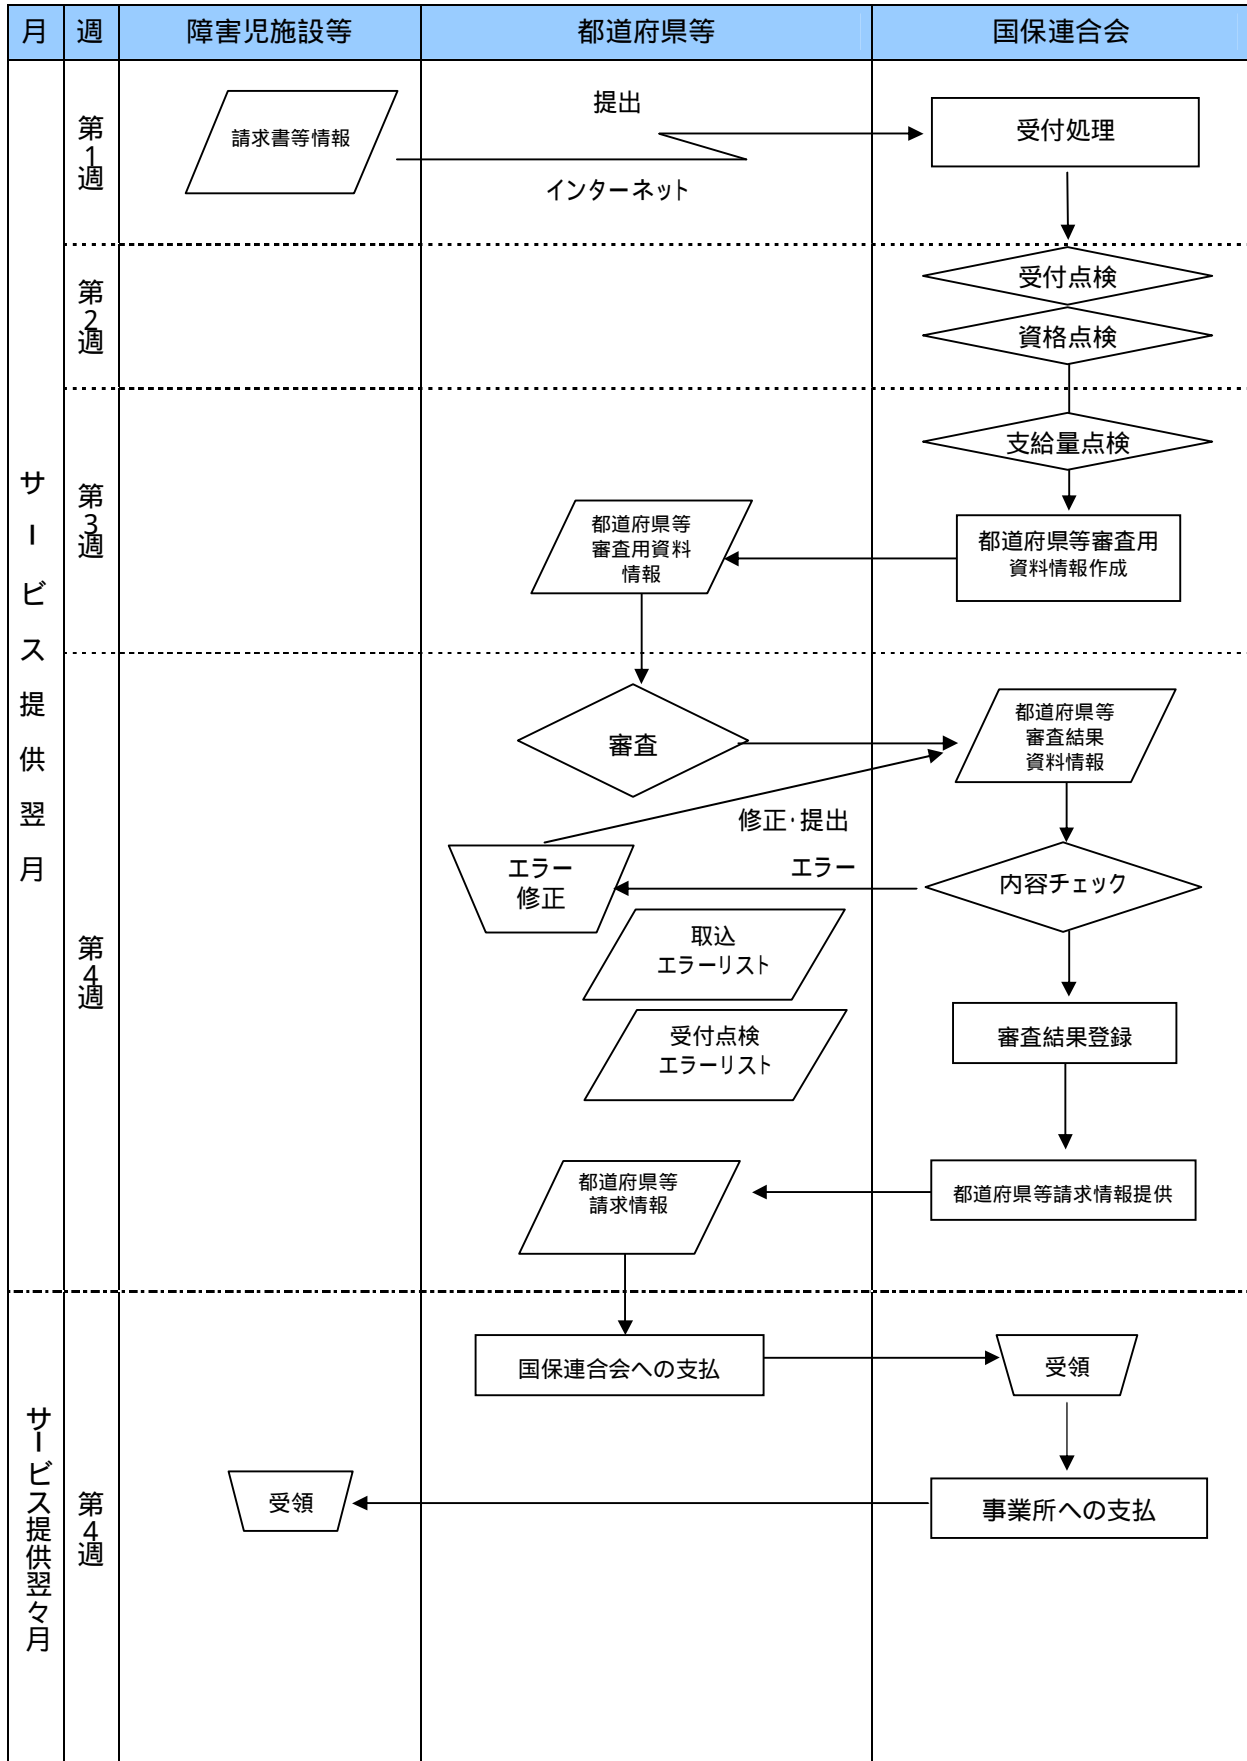 月
週
障害児施設等
都道府県等
国保連合会
サービス提供翌月
第1週
請求書等情報
提出
インターネット
受付処理
第2週
受付点検
資格点検
第3週
支給量点検
都道府県等
審査用資料
情報
都道府県等審査用
資料情報作成
第4週
審査
都道府県等
審査結果
資料情報
修正・提出
エラー
修正
エラー
内容チェック
取込
エラーリスト
受付点検
エラーリスト
審査結果登録
都道府県等
請求情報
都道府県等請求情報提供
サービス提供翌々月
第4週
国保連合会への支払
受領
受領
事業所への支払